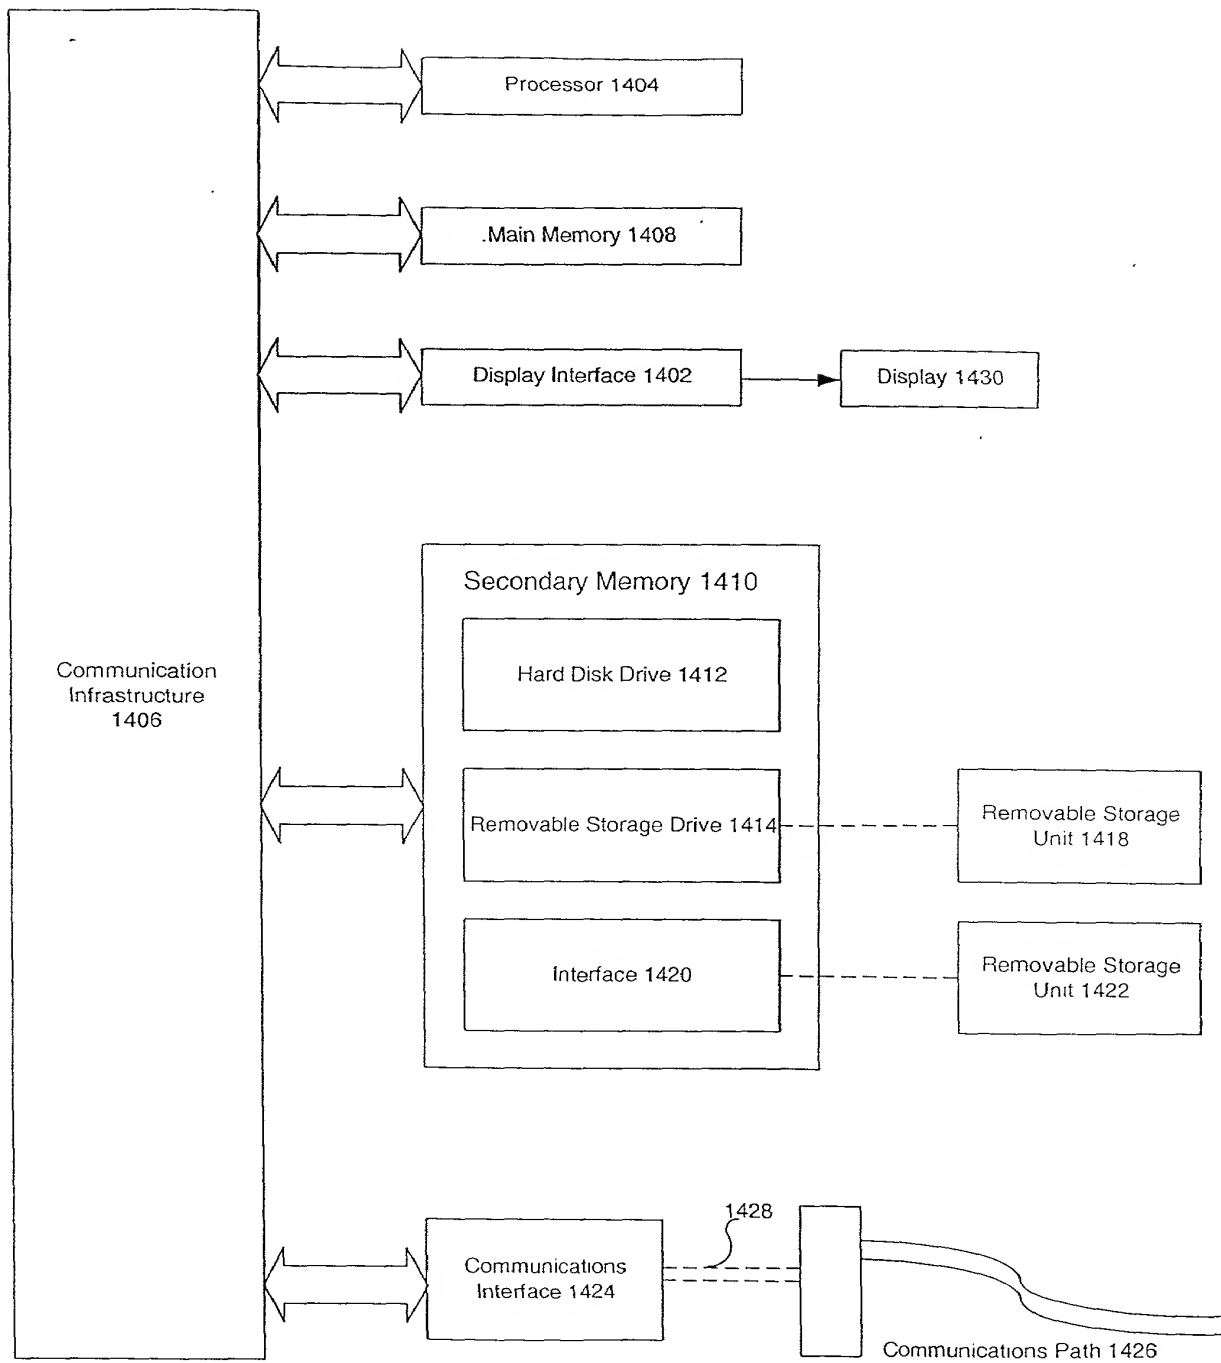 Processor 1404
Main Memory 1408
Display Interface 1402
Display 1430
Secondary Memory 1410
Hard Disk Drive 1412
Communication
Infrastructure
1406
Removable Storage Drive 1414
Removable Storage
Unit 1418
Interface 1420
Removable Storage
Unit 1422
1428
Communications
Interface 1424
Communications Path 1426